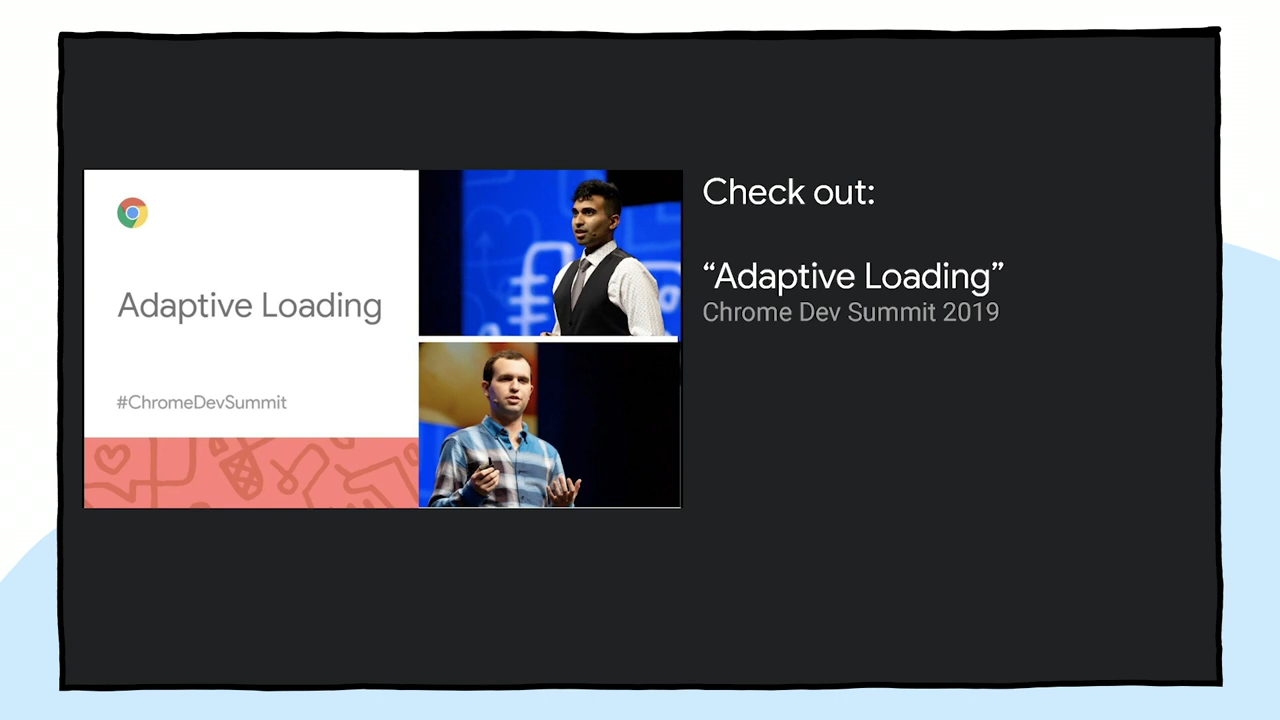 Adaptive Loading
#ChromeDevSummit
Check out:
“Adaptive Loading”
Chrome Dev Summit 2019